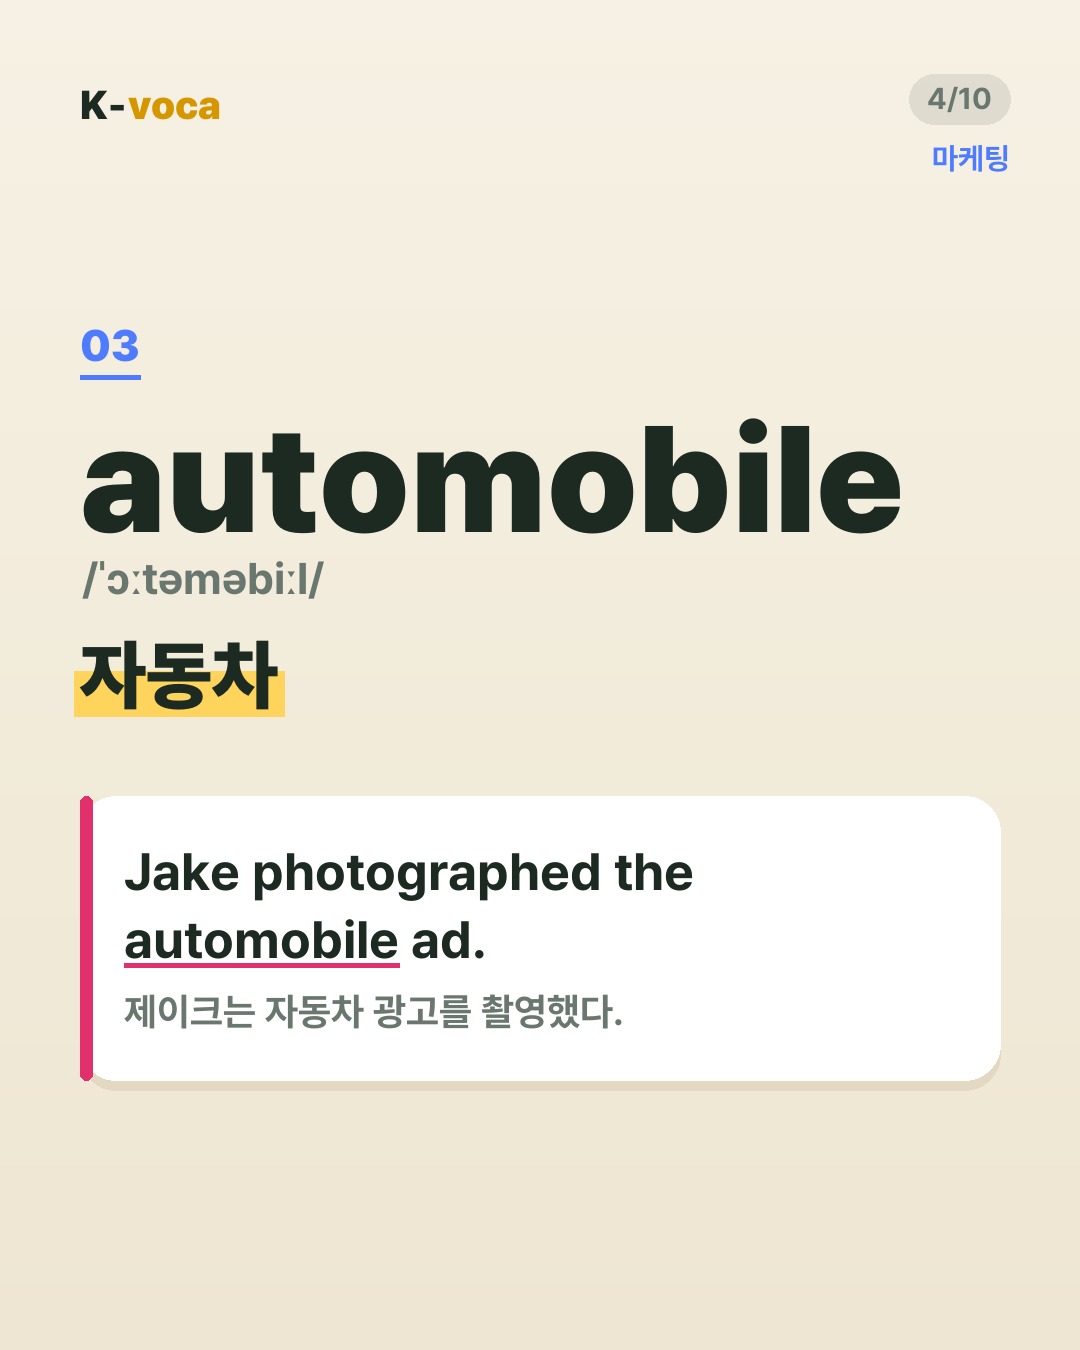 K-voca
4/10
마케팅
03
automobile
/ˈɔːtəməbiːl/
자동차
Jake photographed the
automobile ad.
제이크는 자동차 광고를 촬영했다.